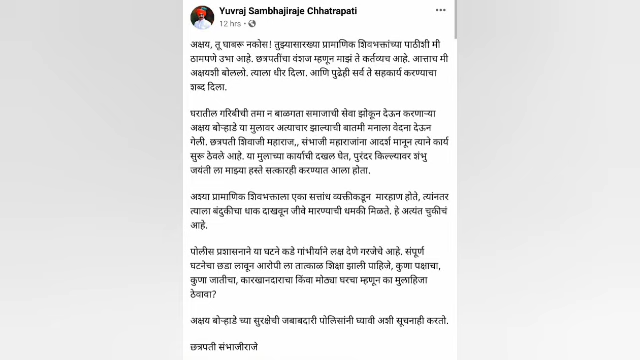 Yuvraj Sambhajiraje Chhatrapati
12 hrs ·
अक्षय, तू घाबरू नकोस! तुझ्यासारख्या प्रामाणिक शिवभक्तांच्या पाठीशी मी
ठामपणे उभा आहे. छत्रपतींचा वंशज म्हणून माझं ते कर्तव्यच आहे. आत्ताच मी
अक्षयशी बोललो. त्याला धीर दिला. आणि पुढेही सर्व ते सहकार्य करण्याचा
शब्द दिला.
घरातील गरिबीची तमा न बाळगता समाजाची सेवा झोकून देऊन करणाऱ्या
अक्षय बोऱ्हाडे या मुलावर अत्याचार झाल्याची बातमी मनाला वेदना देऊन
गेली. छत्रपती शिवाजी महाराज,, संभाजी महाराजांना आदर्श मानून त्याने कार्य
सुरू ठेवले आहे. या मुलाच्या कार्याची दखल घेत, पुरंदर किल्ल्यावर शंभु
जयंती ला माझ्या हस्ते सत्कारही करण्यात आला होता.
अश्या प्रामाणिक शिवभक्ताला एका सत्तांध व्यक्तीकडून मारहाण होते, त्यांनतर
त्याला बंदुकीचा धाक दाखवून जीवे मारण्याची धमकी मिळते. हे अत्यंत चुकीचं
आहे.
पोलीस प्रशासनाने या घटने कडे गांभीर्याने लक्ष देणे गरजेचे आहे. संपूर्ण
घटनेचा छडा लावून आरोपी ला तात्काळ शिक्षा झाली पाहिजे, कुणा पक्षाचा,
कुणा जातीचा, कारखानदाराचा किंवा मोठ्या घरचा म्हणून का मुलाहिजा
ठेवावा?
अक्षय बोऱ्हाडे च्या सुरक्षेची जबाबदारी पोलिसांनी घ्यावी अशी सूचनाही करतो.
छत्रपती संभाजीराजे